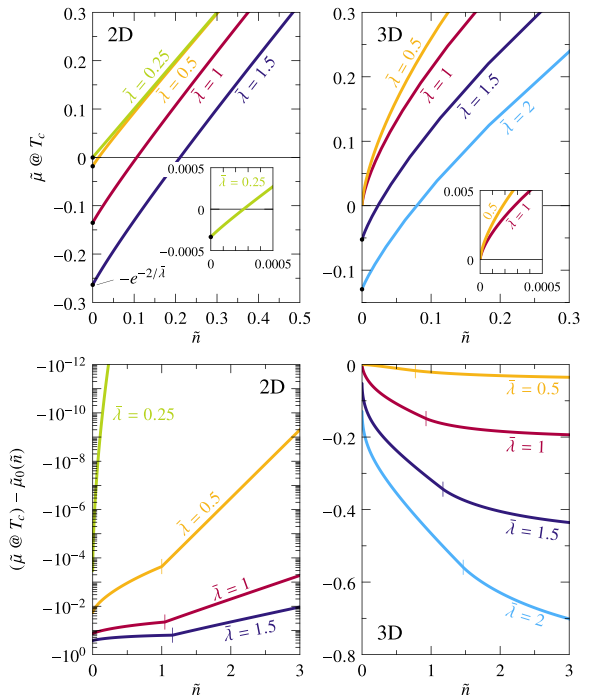 2D
3D
0.3
0.2
0.1
0
−0.1
−0.2
−0.3
μ̃ @ T_c
λ̄ = 0.25
λ̄ = 0.5
λ̄ = 1
λ̄ = 1.5
−e^{−2/λ̄}
0.0005
0
−0.0005
λ̄ = 0.25
0 0.0005
0 0.1 0.2 0.3 0.4 0.5
ñ
0.3
0.2
0.1
0
−0.1
λ̄ = 0.5
λ̄ = 1
λ̄ = 1.5
λ̄ = 2
0.005
0
0.5
λ̄ = 1
0 0.0005
0 0.1 0.2 0.3
ñ
2D
−10^{−12}
−10^{−10}
−10^{−8}
−10^{−6}
−10^{−4}
−10^{−2}
−10^0
(μ̃ @ T_c) − μ̃_0(ñ)
λ̄ = 0.25
λ̄ = 0.5
λ̄ = 1
λ̄ = 1.5
0 1 2 3
ñ
0
−0.2
−0.4
−0.6
−0.8
λ̄ = 0.5
λ̄ = 1
λ̄ = 1.5
λ̄ = 2
3D
0 1 2 3
ñ